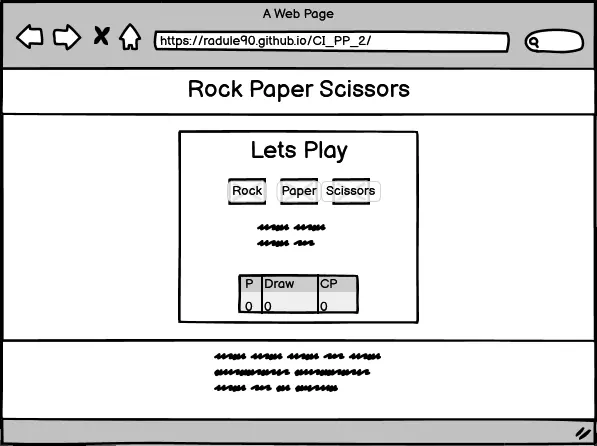 A Web Page
https://radule90.github.io/CI_PP_2/
Rock Paper Scissors
Lets Play
Rock Paper Scissors
P Draw CP
0 0 0